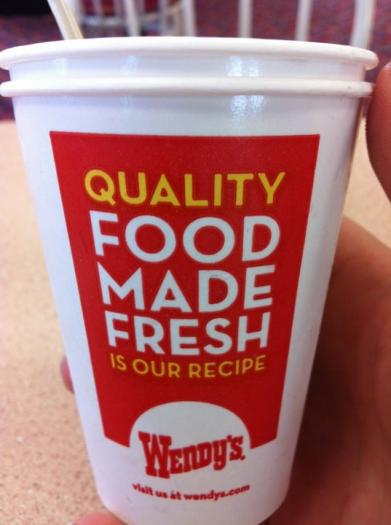 QUALITY
FOOD
MADE
FRESH
IS OUR RECIPE
WENDY'S
visit us at wendys.com